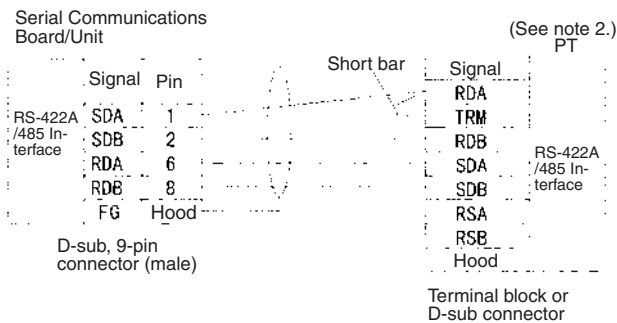 Serial Communications
Board/Unit
(See note 2.)
PT
Short bar
Signal Pin
RS-422A
/485 In-
terface
SDA 1
SDB 2
RDA 6
RDB 8
FG Hood
D-sub, 9-pin
connector (male)
Signal
RDA
TRM
RDB
SDA
SDB
RSA
RSB
Hood
RS-422A
/485 In-
terface
Terminal block or
D-sub connector